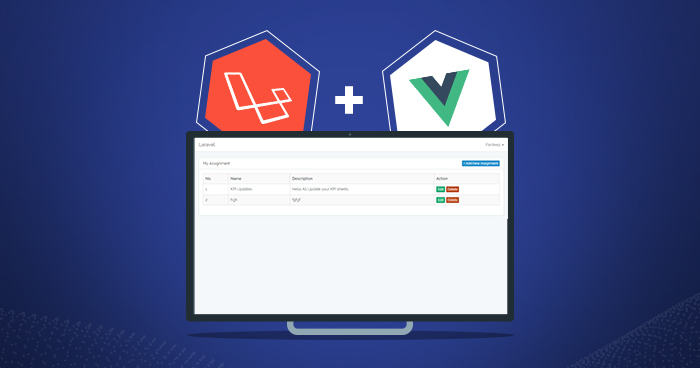 Laravel
My Assignment
+ Add New Assignment
No. Name Description Action
1 KPI Updates Hello All, Update your KPI sheets. Edit Delete
2 Edit Delete